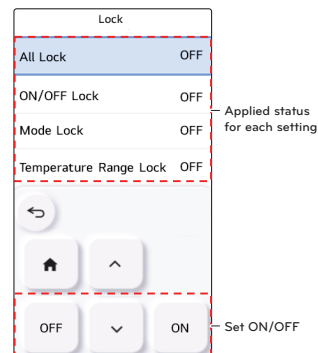 Lock
All Lock OFF
ON/OFF Lock OFF
Mode Lock OFF
Temperature Range Lock OFF
Applied status
for each setting
OFF ON
Set ON/OFF